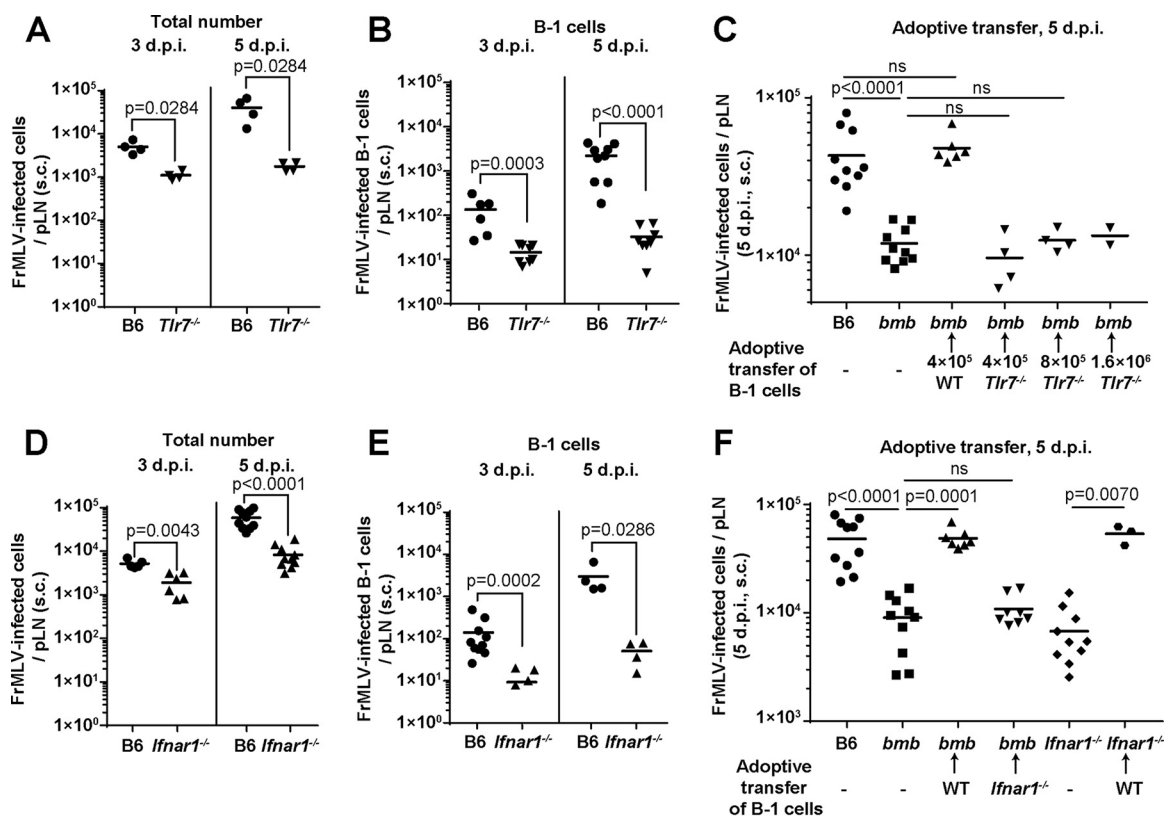 A
Total number
3 d.p.i.
5 d.p.i.
p=0.0284
p=0.0284
FrMLV-infected cells
/ pLN (s.c.)
1×10⁵
1×10⁴
1×10³
1×10²
1×10¹
1×10⁰
B6 Tlr7-/-
B6 Tlr7-/-
B
B-1 cells
3 d.p.i.
5 d.p.i.
p=0.0003
p<0.0001
FrMLV-infected B-1 cells
/ pLN (s.c.)
1×10⁵
1×10⁴
1×10³
1×10²
1×10¹
1×10⁰
B6 Tlr7-/-
B6 Tlr7-/-
C
Adoptive transfer, 5 d.p.i.
ns
p<0.0001
ns
ns
FrMLV-infected cells / pLN
(5 d.p.i., s.c.)
1×10⁵
1×10⁴
B6 bmb bmb bmb bmb bmb
Adoptive
transfer of
B-1 cells
- - 4×10⁵ 4×10⁵ 8×10⁵ 1.6×10⁶
WT Tlr7-/- Tlr7-/- Tlr7-/-
D
Total number
3 d.p.i.
5 d.p.i.
p=0.0043
p<0.0001
FrMLV-infected cells
/ pLN (s.c.)
1×10⁵
1×10⁴
1×10³
1×10²
1×10¹
1×10⁰
B6 Ifnar1-/-
B6 Ifnar1-/-
E
B-1 cells
3 d.p.i.
5 d.p.i.
p=0.0002
p=0.0286
FrMLV-infected B-1 cells
/ pLN (s.c.)
1×10⁵
1×10⁴
1×10³
1×10²
1×10¹
1×10⁰
B6 Ifnar1-/-
B6 Ifnar1-/-
F
Adoptive transfer, 5 d.p.i.
ns
p<0.0001 p=0.0001
p=0.0070
FrMLV-infected cells / pLN
(5 d.p.i., s.c.)
1×10⁵
1×10⁴
1×10³
B6 bmb bmb bmb Ifnar1-/- Ifnar1-/-
Adoptive
transfer
of B-1 cells
- - WT Ifnar1-/- - WT